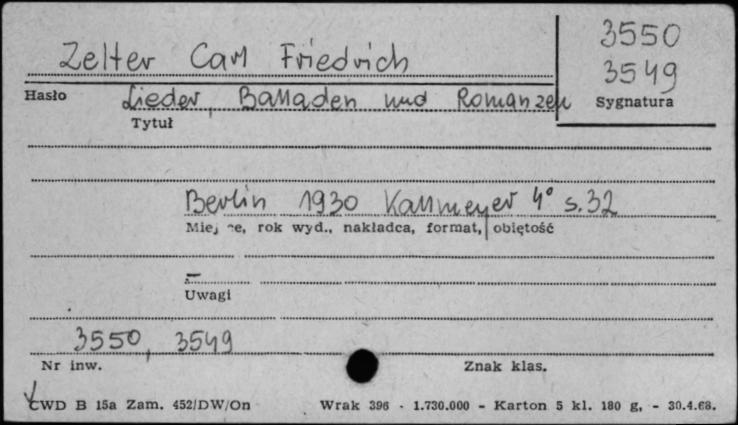 3550
Zelter Carl Friedrich
3549
Hasło Lieder, Balladen und Romanzen Sygnatura
Tytuł
Berlin 1930 Kallmeyer 4° s. 32
Miejsce, rok wyd., nakładca, format, objętość
—
Uwagi
3550, 3549
Nr inw. Znak klas.
CWD B 15a Zam. 452/DW/On Wrak 396 - 1.730.000 - Karton 5 kl. 180 g, - 30.4.68.